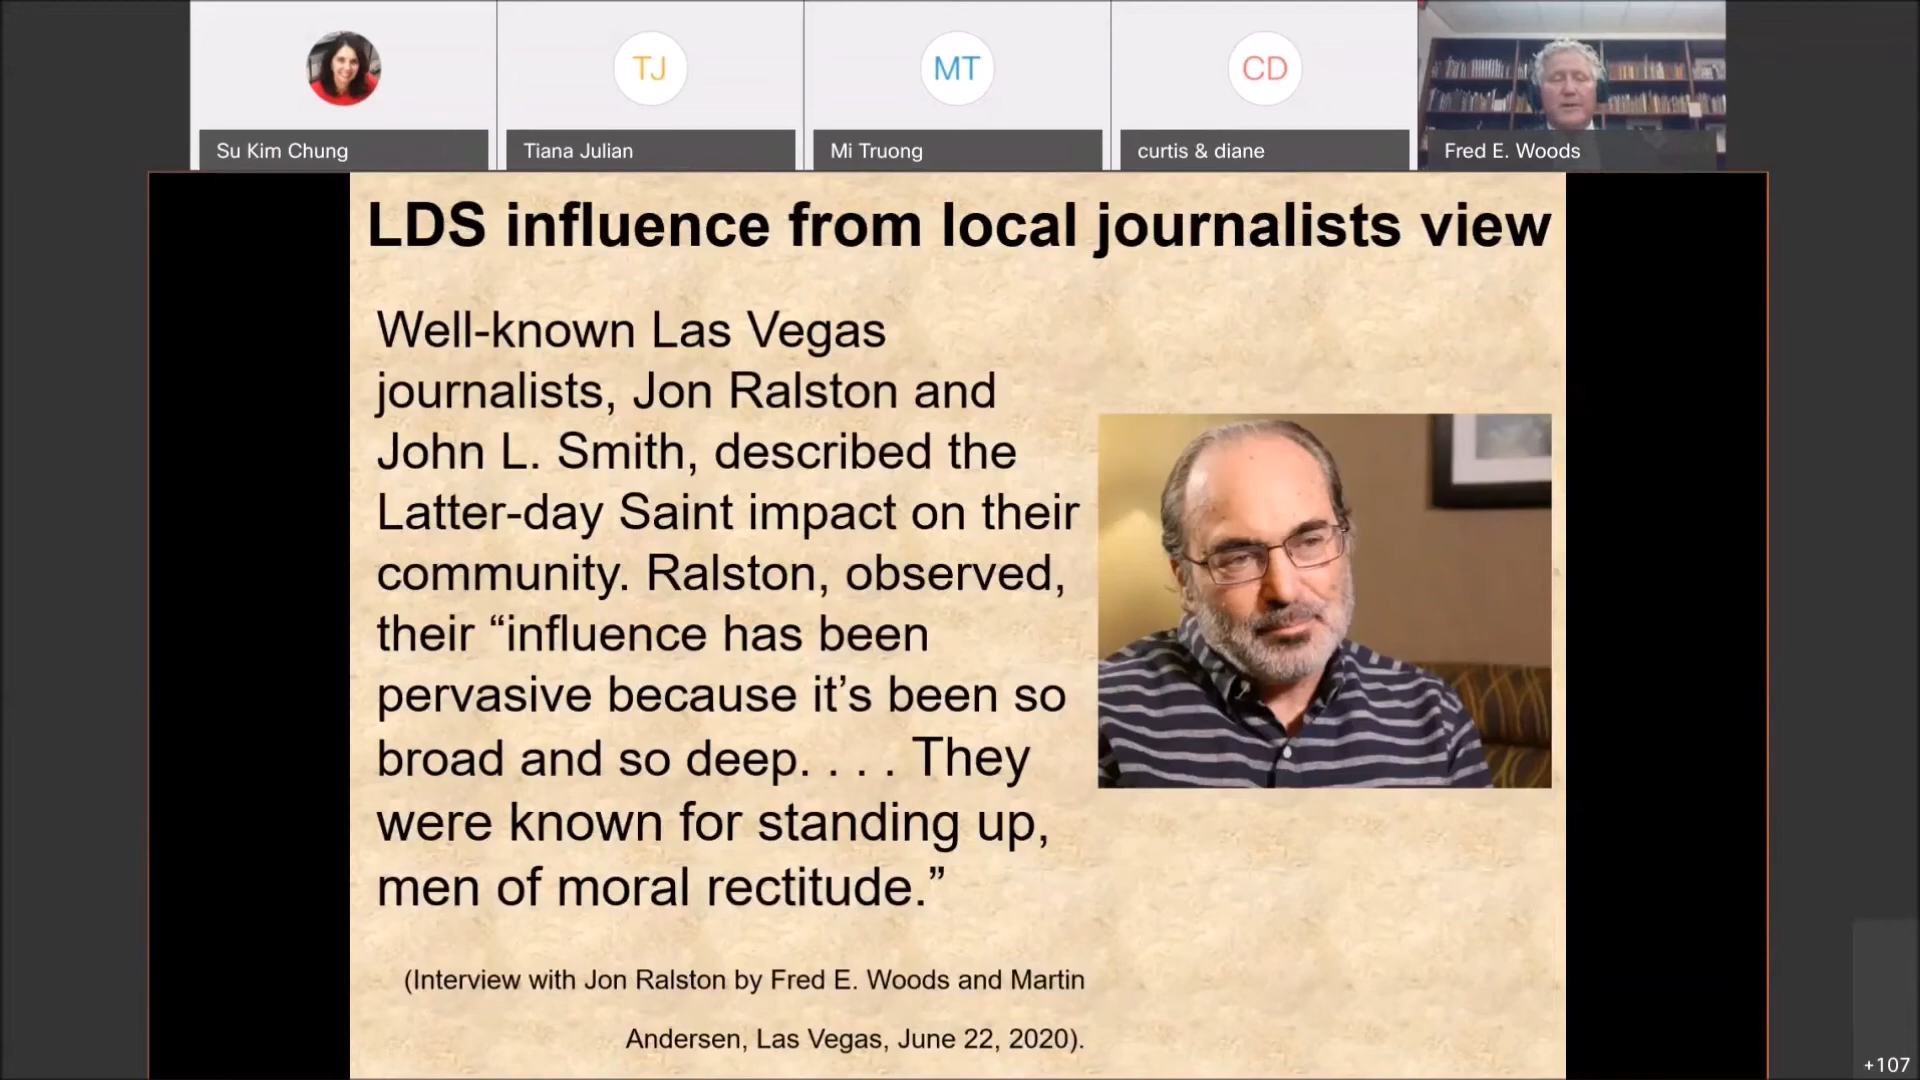 TJ
MT
CD
Su Kim Chung
Tiana Julian
Mi Truong
curtis & diane
Fred E. Woods
LDS influence from local journalists view
Well-known Las Vegas
journalists, Jon Ralston and
John L. Smith, described the
Latter-day Saint impact on their
community. Ralston, observed,
their “influence has been
pervasive because it’s been so
broad and so deep. . . . They
were known for standing up,
men of moral rectitude.”
(Interview with Jon Ralston by Fred E. Woods and Martin
Andersen, Las Vegas, June 22, 2020).
+107